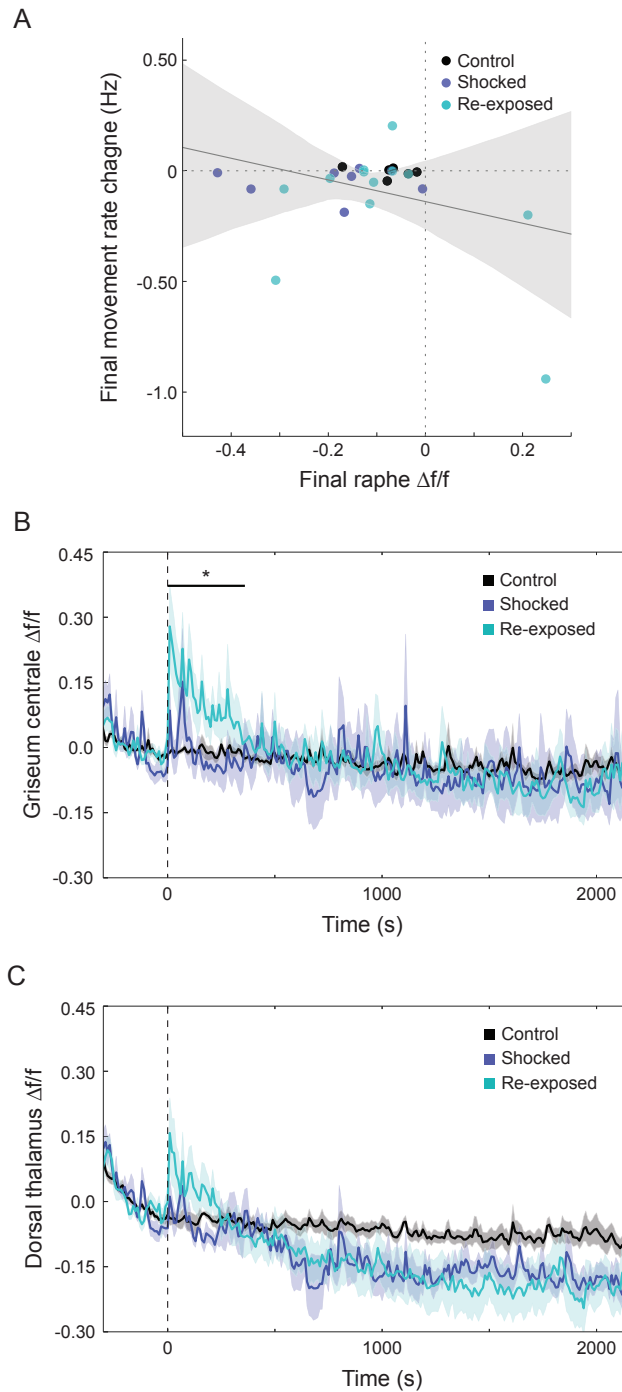 A
Final movement rate chagne (Hz)
0.50
0
-0.50
-1.0
Control
Shocked
Re-exposed
-0.4
-0.2
0
0.2
Final raphe Δf/f
B
Griseum centrale Δf/f
0.45
0.30
0.15
0.0
-0.15
-0.30
*
Control
Shocked
Re-exposed
0
1000
2000
Time (s)
C
Dorsal thalamus Δf/f
0.45
0.30
0.15
0.0
-0.15
-0.30
Control
Shocked
Re-exposed
0
1000
2000
Time (s)